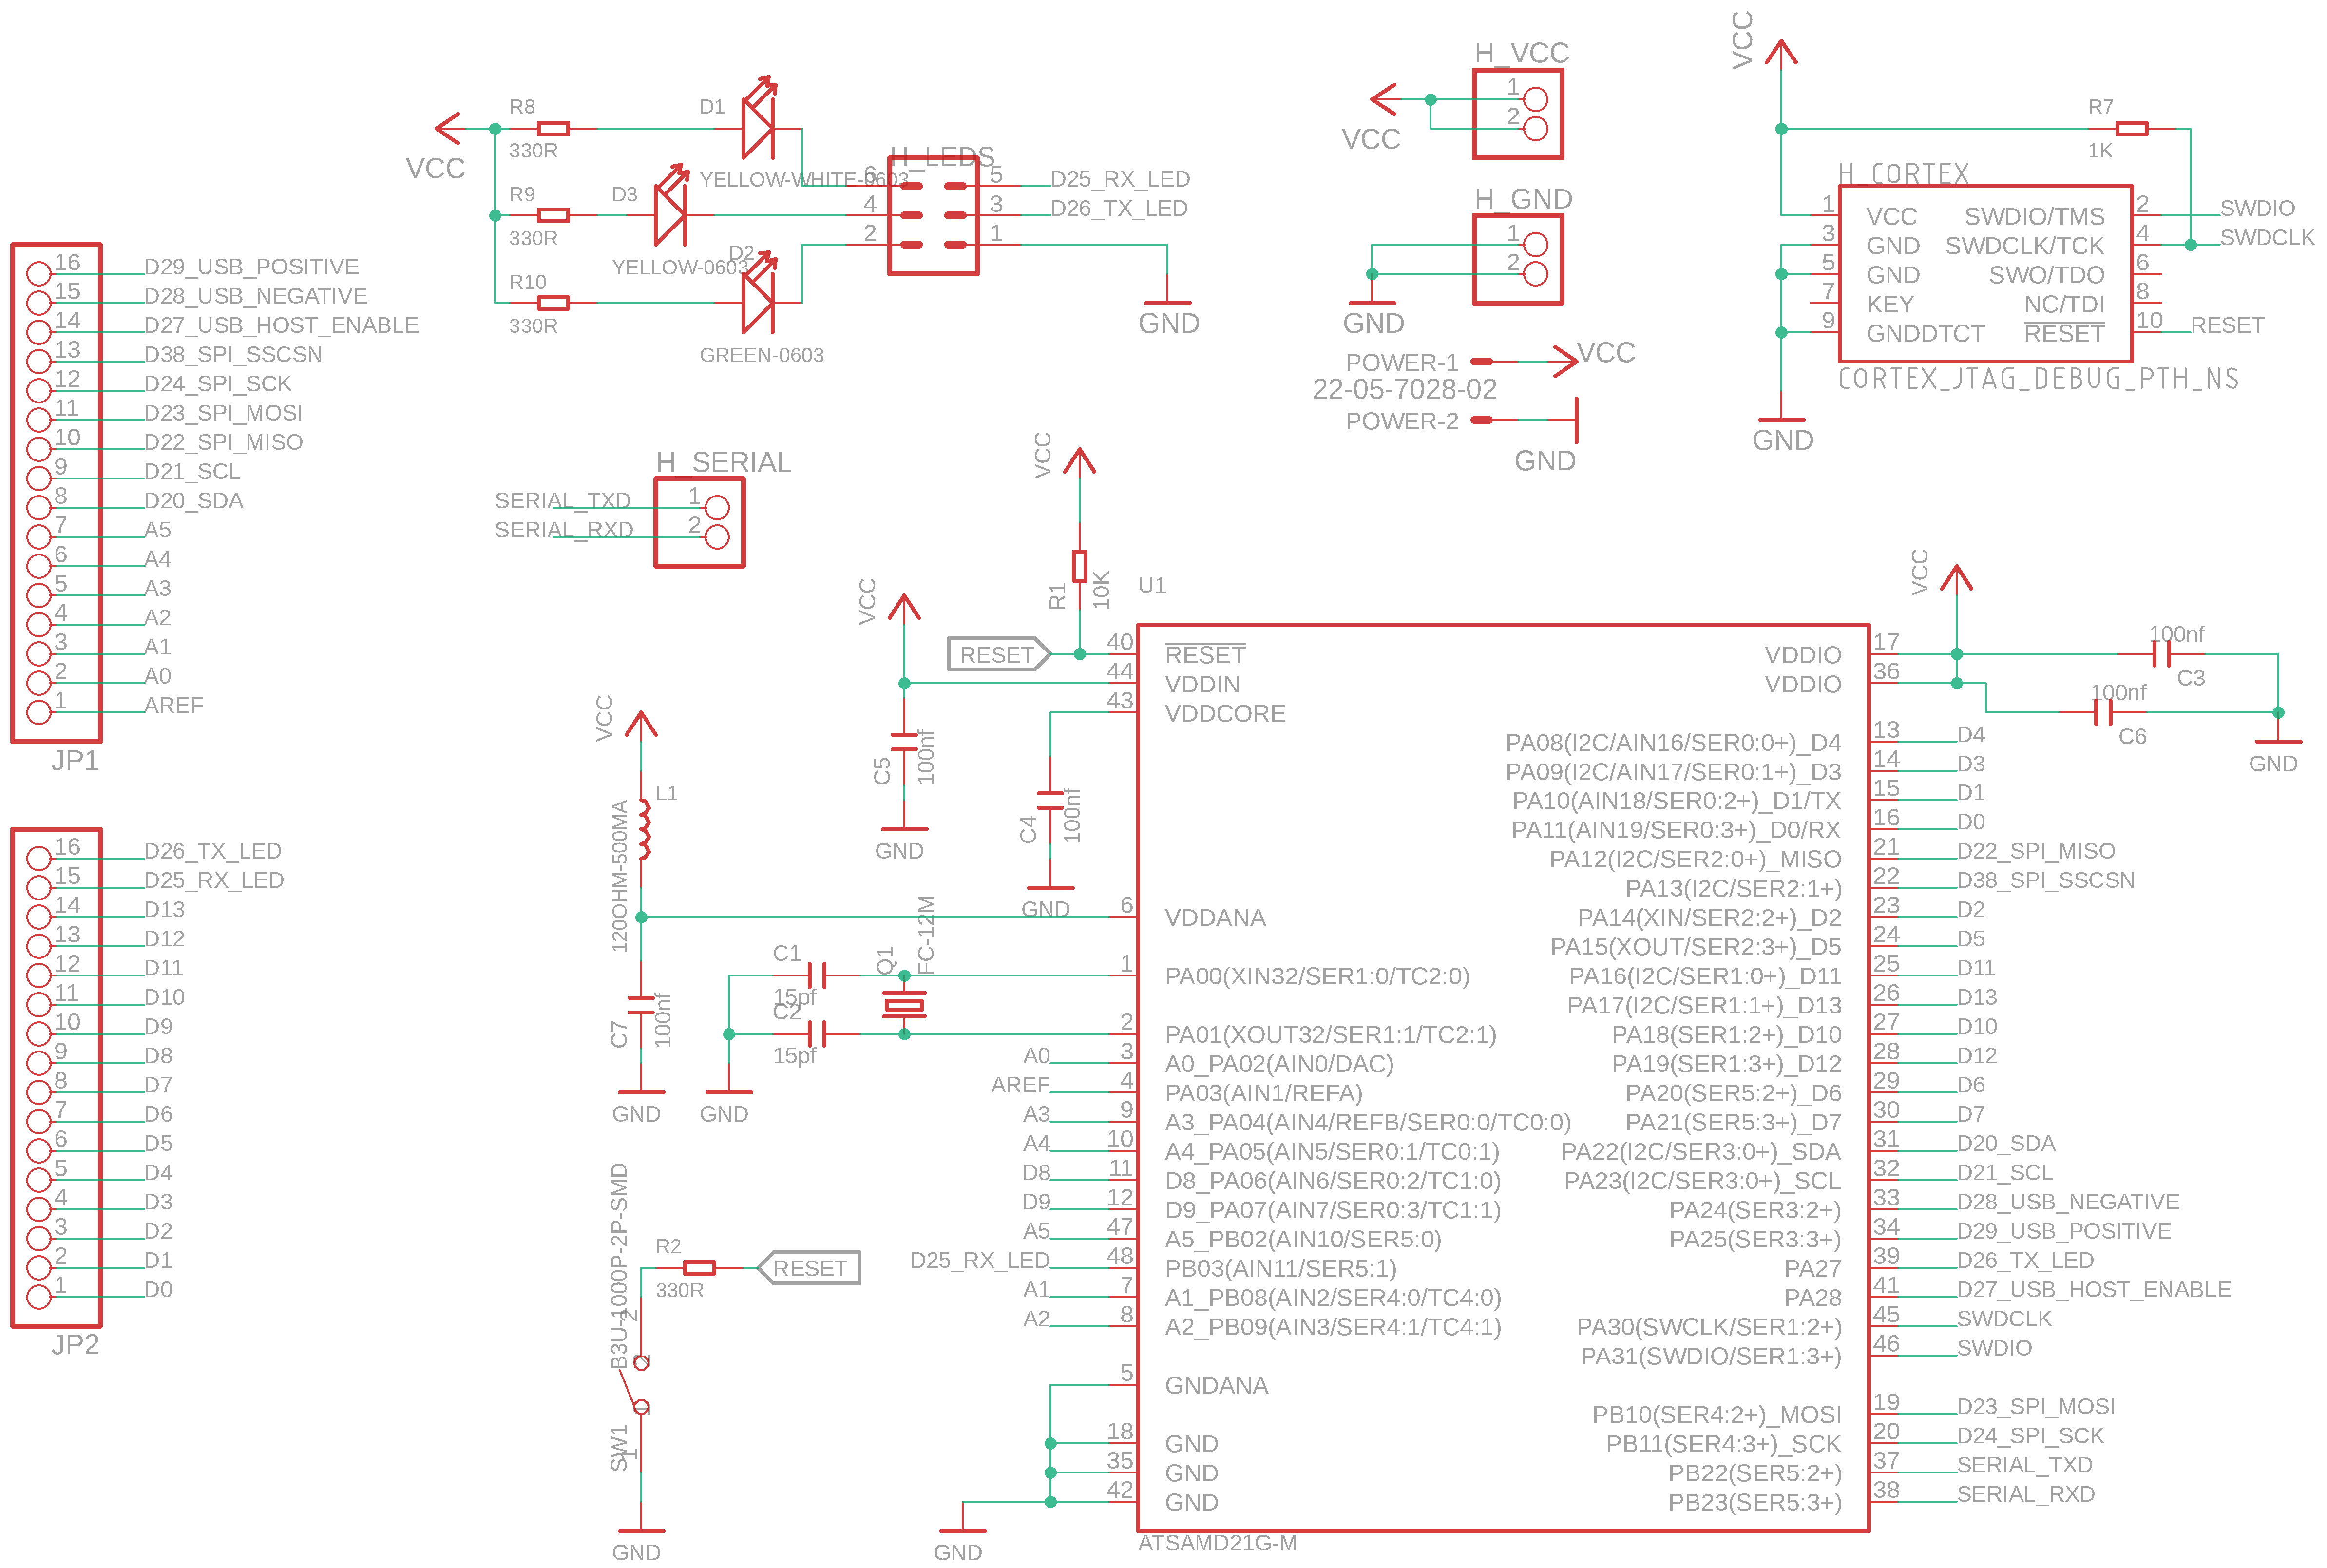 VCC
R8
330R
D1
YELLOW-WHITE-0603
R9
330R
D3
YELLOW-0603
R10
330R
D2
GREEN-0603
H_LEDS
6
5
D25_RX_LED
4
3
D26_TX_LED
2
1
GND
H_VCC
1
2
VCC
H_GND
1
2
GND
POWER-1
VCC
22-05-7028-02
POWER-2
GND
VCC
R7
1K
H_CORTEX
1 VCC SWDIO/TMS 2 SWDIO
3 GND SWDCLK/TCK 4 SWDCLK
5 GND SWO/TDO 6
7 KEY NC/TDI 8
9 GNDDTCT RESET 10 RESET
CORTEX_JTAG_DEBUG_PTH_NS
GND
16 D29_USB_POSITIVE
15 D28_USB_NEGATIVE
14 D27_USB_HOST_ENABLE
13 D38_SPI_SSCSN
12 D24_SPI_SCK
11 D23_SPI_MOSI
10 D22_SPI_MISO
9 D21_SCL
8 D20_SDA
7 A5
6 A4
5 A3
4 A2
3 A1
2 A0
1 AREF
JP1
16 D26_TX_LED
15 D25_RX_LED
14 D13
13 D12
12 D11
11 D10
10 D9
9 D8
8 D7
7 D6
6 D5
5 D4
4 D3
3 D2
2 D1
1 D0
JP2
H_SERIAL
SERIAL_TXD 1
SERIAL_RXD 2
VCC
R1
10K
RESET
VCC
C5
100nf
GND
C4
100nf
GND
VCC
L1
120OHM-500MA
C7
100nf
GND
C1
15pf
C2
15pf
GND
Q1
FC-12M
R2
330R
RESET
B3U-1000P-2P-SMD
2
2
1
1
SW1
GND
U1
40 RESET
44 VDDIN
43 VDDCORE
6 VDDANA
1 PA00(XIN32/SER1:0/TC2:0)
2 PA01(XOUT32/SER1:1/TC2:1)
A0 3 A0_PA02(AIN0/DAC)
AREF 4 PA03(AIN1/REFA)
A3 9 A3_PA04(AIN4/REFB/SER0:0/TC0:0)
A4 10 A4_PA05(AIN5/SER0:1/TC0:1)
D8 11 D8_PA06(AIN6/SER0:2/TC1:0)
D9 12 D9_PA07(AIN7/SER0:3/TC1:1)
A5 47 A5_PB02(AIN10/SER5:0)
D25_RX_LED 48 PB03(AIN11/SER5:1)
A1 7 A1_PB08(AIN2/SER4:0/TC4:0)
A2 8 A2_PB09(AIN3/SER4:1/TC4:1)
5 GNDANA
18 GND
35 GND
42 GND
GND
ATSAMD21G-M
VDDIO 17
VDDIO 36
PA08(I2C/AIN16/SER0:0+)_D4 13 D4
PA09(I2C/AIN17/SER0:1+)_D3 14 D3
PA10(AIN18/SER0:2+)_D1/TX 15 D1
PA11(AIN19/SER0:3+)_D0/RX 16 D0
PA12(I2C/SER2:0+)_MISO 21 D22_SPI_MISO
PA13(I2C/SER2:1+) 22 D38_SPI_SSCSN
PA14(XIN/SER2:2+)_D2 23 D2
PA15(XOUT/SER2:3+)_D5 24 D5
PA16(I2C/SER1:0+)_D11 25 D11
PA17(I2C/SER1:1+)_D13 26 D13
PA18(SER1:2+)_D10 27 D10
PA19(SER1:3+)_D12 28 D12
PA20(SER5:2+)_D6 29 D6
PA21(SER5:3+)_D7 30 D7
PA22(I2C/SER3:0+)_SDA 31 D20_SDA
PA23(I2C/SER3:0+)_SCL 32 D21_SCL
PA24(SER3:2+) 33 D28_USB_NEGATIVE
PA25(SER3:3+) 34 D29_USB_POSITIVE
PA27 39 D26_TX_LED
PA28 41 D27_USB_HOST_ENABLE
PA30(SWCLK/SER1:2+) 45 SWDCLK
PA31(SWDIO/SER1:3+) 46 SWDIO
PB10(SER4:2+)_MOSI 19 D23_SPI_MOSI
PB11(SER4:3+)_SCK 20 D24_SPI_SCK
PB22(SER5:2+) 37 SERIAL_TXD
PB23(SER5:3+) 38 SERIAL_RXD
VCC
100nf
C3
100nf
C6
GND